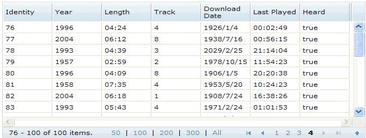 Identity Year Length Track Download Date Last Played Heard
76 1996 04:24 4 1926/1/4 00:02:49 true
77 2004 06:12 8 1938/7/16 00:56:15 true
78 1993 04:39 3 2029/2/25 21:14:04 true
79 1957 02:59 2 1978/10/15 11:54:23 true
80 1996 04:09 8 1906/1/5 20:20:38 true
81 1958 07:35 4 1953/5/20 10:24:23 true
82 2004 06:18 1 1908/7/24 16:38:26 true
83 1993 05:43 4 1971/2/24 01:01:53 true
76 - 100 of 100 items. 50 | 100 | 200 | 300 | All 1 2 3 4